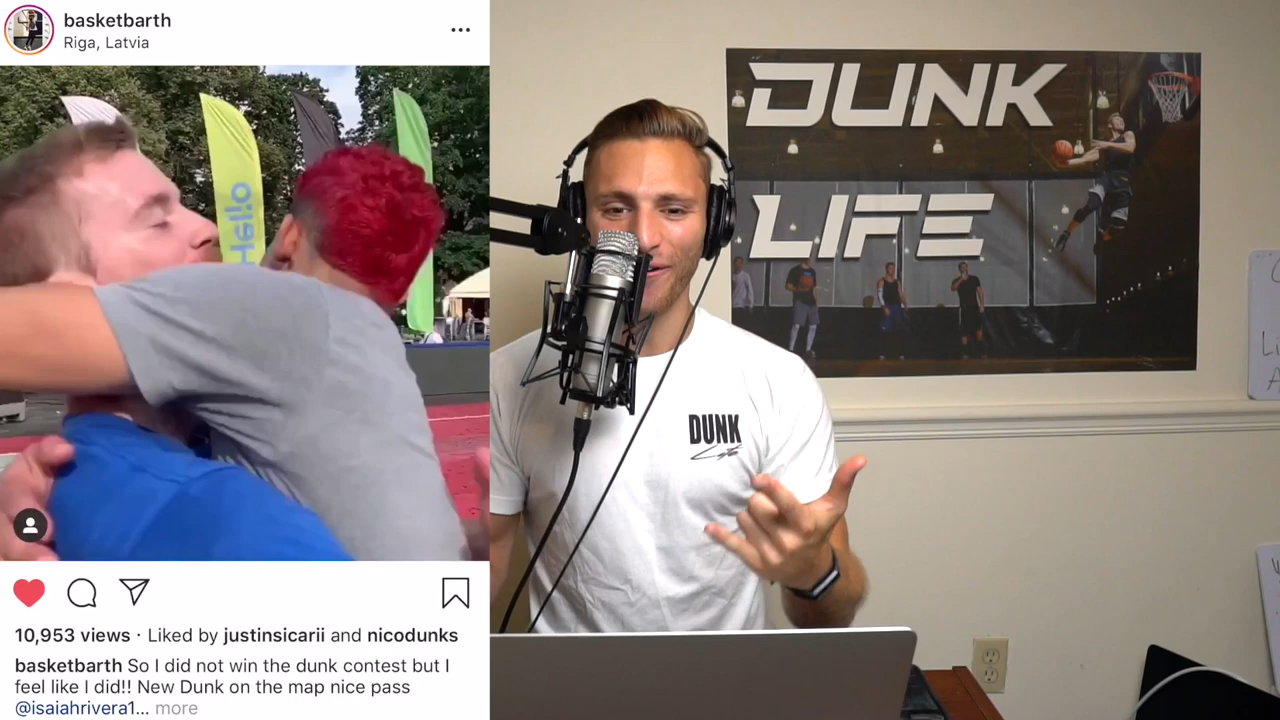 basketbarth
Riga, Latvia
Hello
10,953 views · Liked by justinsicarii and nicodunks
basketbarth So I did not win the dunk contest but I
feel like I did!! New Dunk on the map nice pass
@isaiahrivera1... more
DUNK
LIFE
DUNK
Life